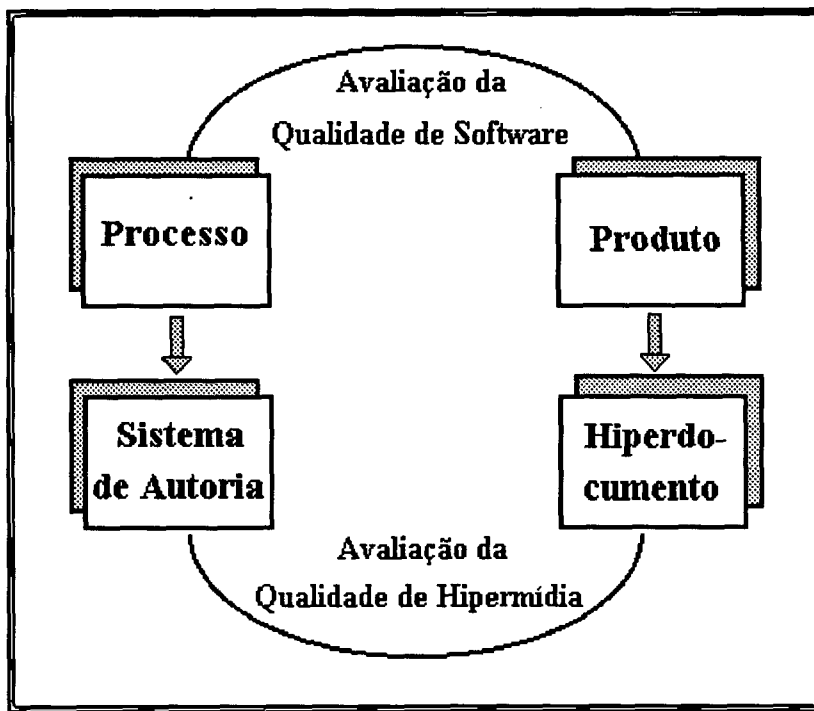 Avaliação da
Qualidade de Software
Processo
Produto
Sistema
de Autoria
Hiperdo-
cumento
Avaliação da
Qualidade de Hipermídia